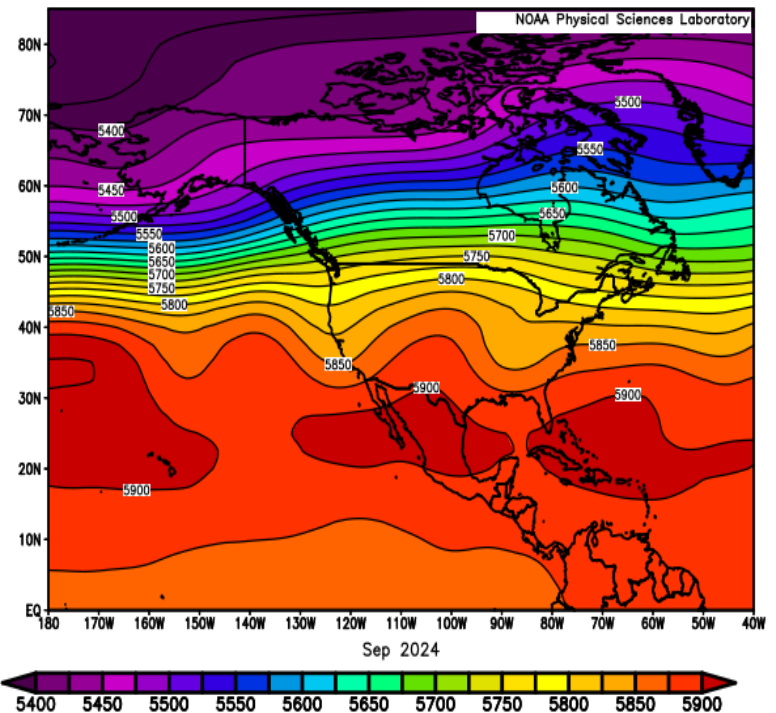 NOAA Physical Sciences Laboratory
80N
70N
60N
50N
40N
30N
20N
10N
EQ
5400
5450
5500
5550
5600
5650
5700
5750
5800
5850
5900
5500
5550
5600
5650
5700
5750
5800
5850
5900
5850
5900
180 170W 160W 150W 140W 130W 120W 110W 100W 90W 80W 70W 60W 50W 40W
Sep 2024
5400 5450 5500 5550 5600 5650 5700 5750 5800 5850 5900